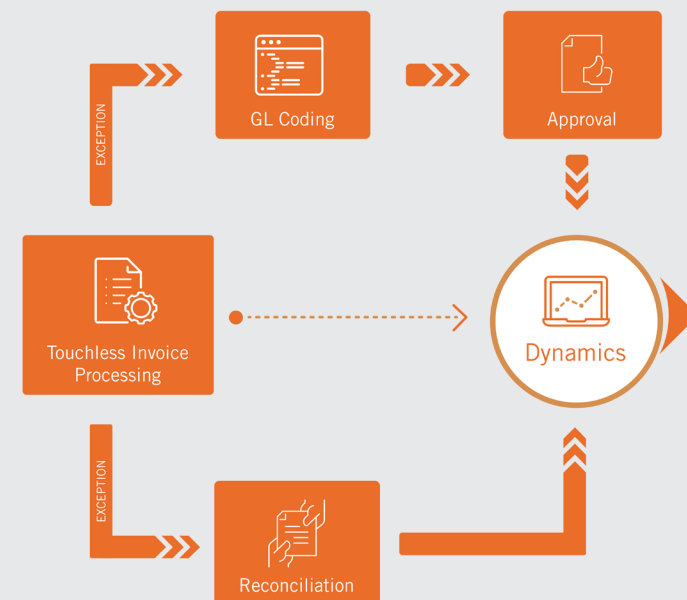 GL Coding
Approval
EXCEPTION
Touchless Invoice
Processing
Dynamics
EXCEPTION
Reconciliation